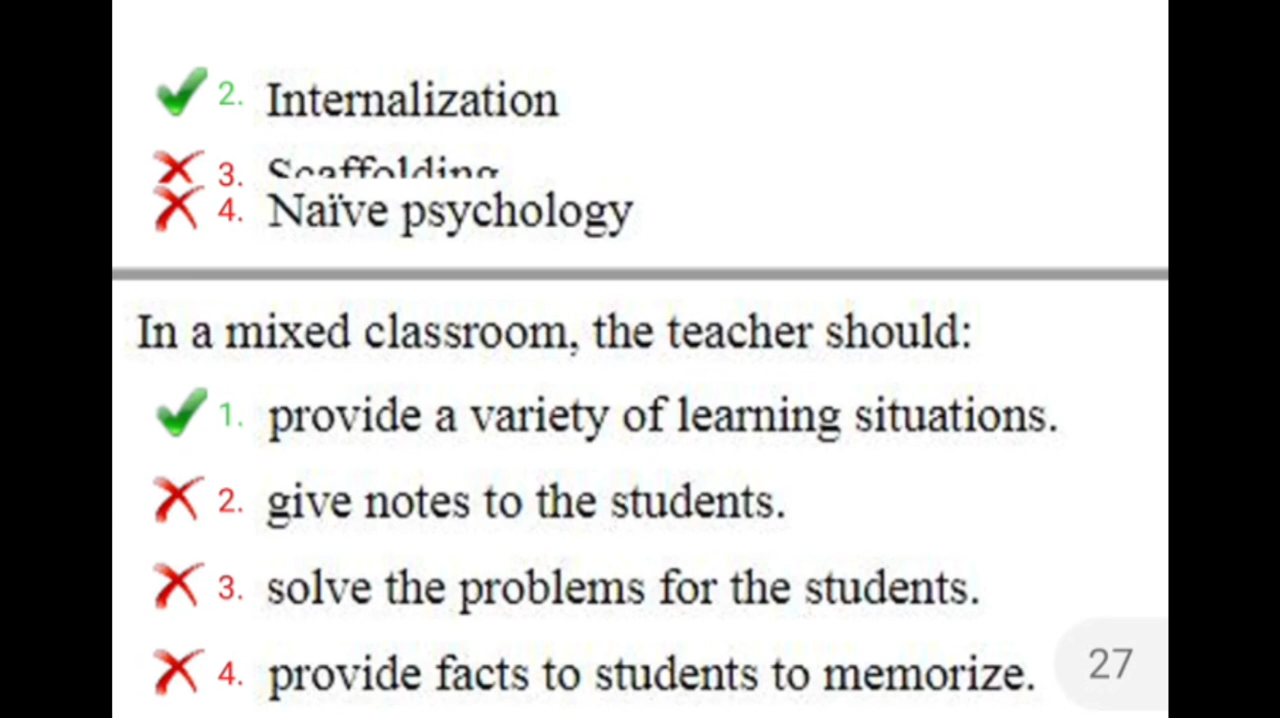 2. Internalization
3. Scaffolding
4. Naïve psychology
In a mixed classroom, the teacher should:
1. provide a variety of learning situations.
2. give notes to the students.
3. solve the problems for the students.
4. provide facts to students to memorize.
27